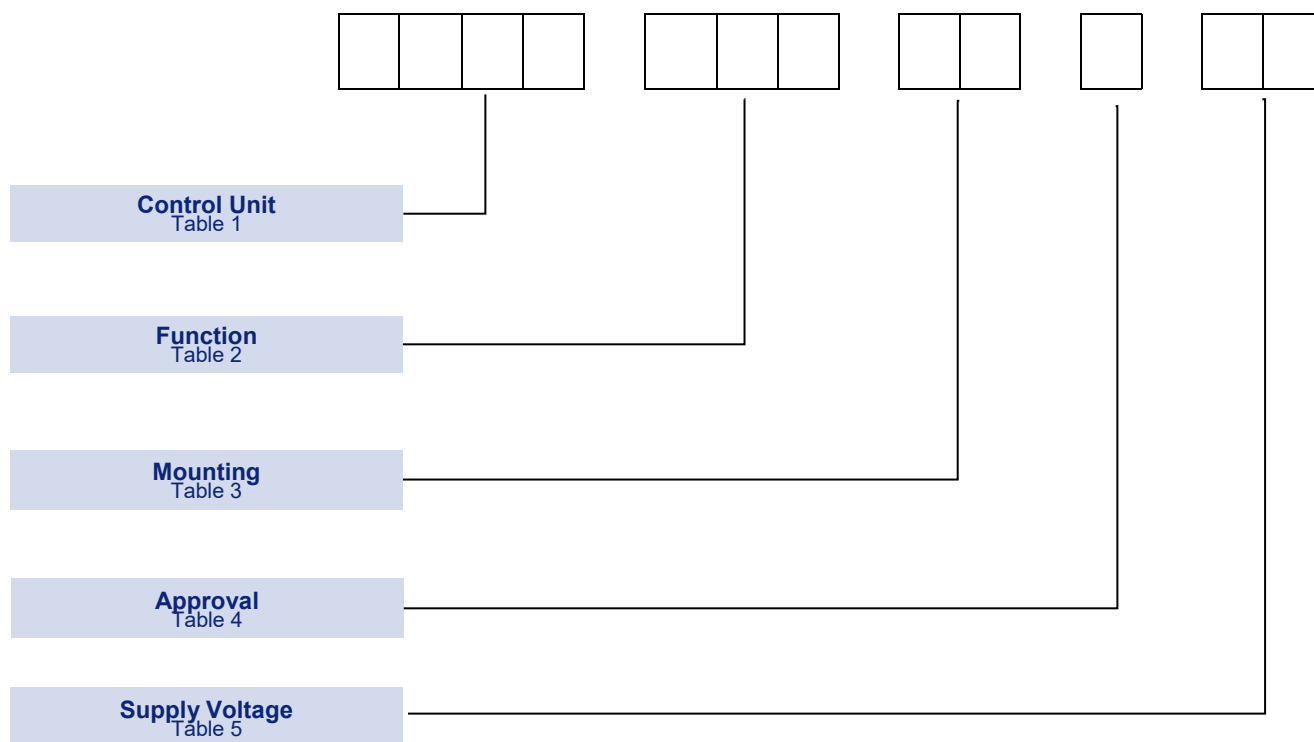 Control Unit
Table 1
Function
Table 2
Mounting
Table 3
Approval
Table 4
Supply Voltage
Table 5